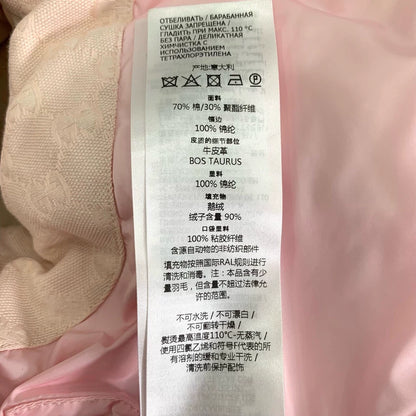 ОТБЕЛИВАТЬ / БАРАБАННАЯ
СУШКА ЗАПРЕЩЕНЫ /
ГЛАДИТЬ ПРИ МАКС. 110 °C
БЕЗ ПАРА / ДЕЛИКАТНАЯ
ХИМЧИСТКА С
ИСПОЛЬЗОВАНИЕМ
ТЕТРАХЛОРЭТИЛЕНА
产地:意大利
面料
70% 棉/30% 聚酯纤维
镶边
100% 锦纶
皮质的细节部位
牛皮革
BOS TAURUS
里料
100% 锦纶
填充物
鹅绒
绒子含量 90%
口袋里料
100% 粘胶纤维
含源自动物的非纺织部件
填充物按照国际RAL规则进行
清洗和消毒。注：本品含有少
量羽毛，但含量不超过法律允
许的范围。
不可水洗 / 不可漂白 /
不可翻转干燥 /
熨烫最高温度110°C-无蒸汽 /
使用四氯乙烯和符号F代表的所
有溶剂的缓和专业干洗 /
清洗前保护配饰